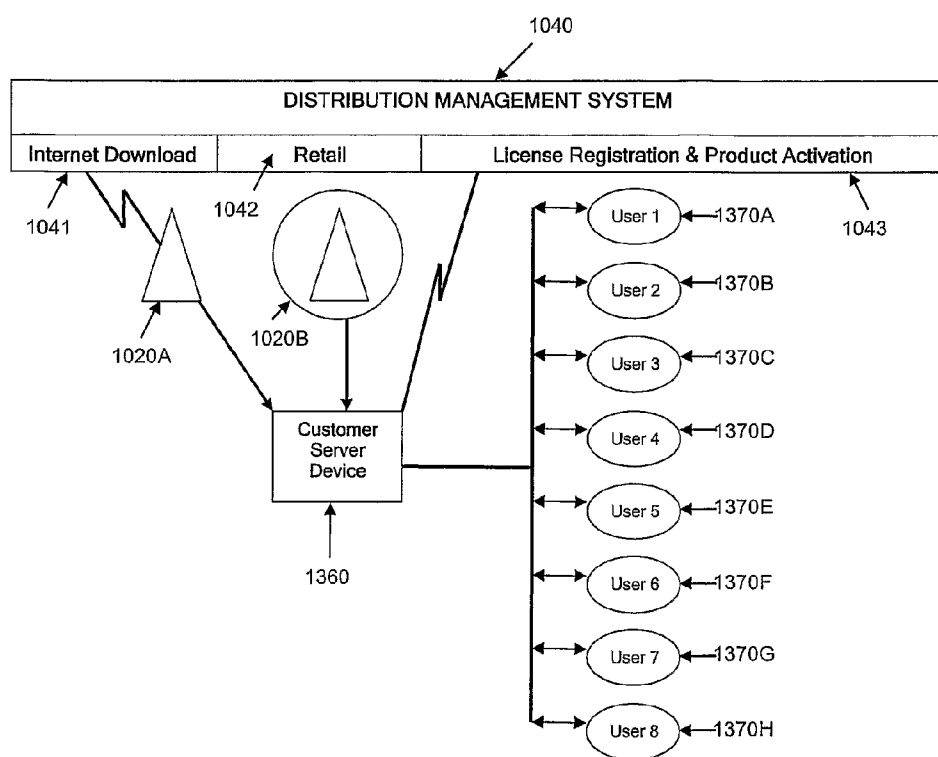 1040
DISTRIBUTION MANAGEMENT SYSTEM
Internet Download
Retail
License Registration & Product Activation
1041
1042
1043
1020A
1020B
User 1
1370A
User 2
1370B
User 3
1370C
User 4
1370D
User 5
1370E
User 6
1370F
User 7
1370G
User 8
1370H
Customer
Server
Device
1360